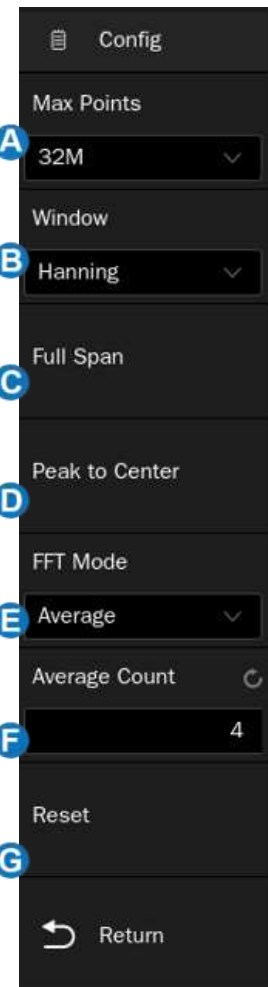 Config
Max Points
A
32M
Window
B
Hanning
Full Span
C
Peak to Center
D
FFT Mode
E
Average
Average Count
F
4
Reset
G
Return